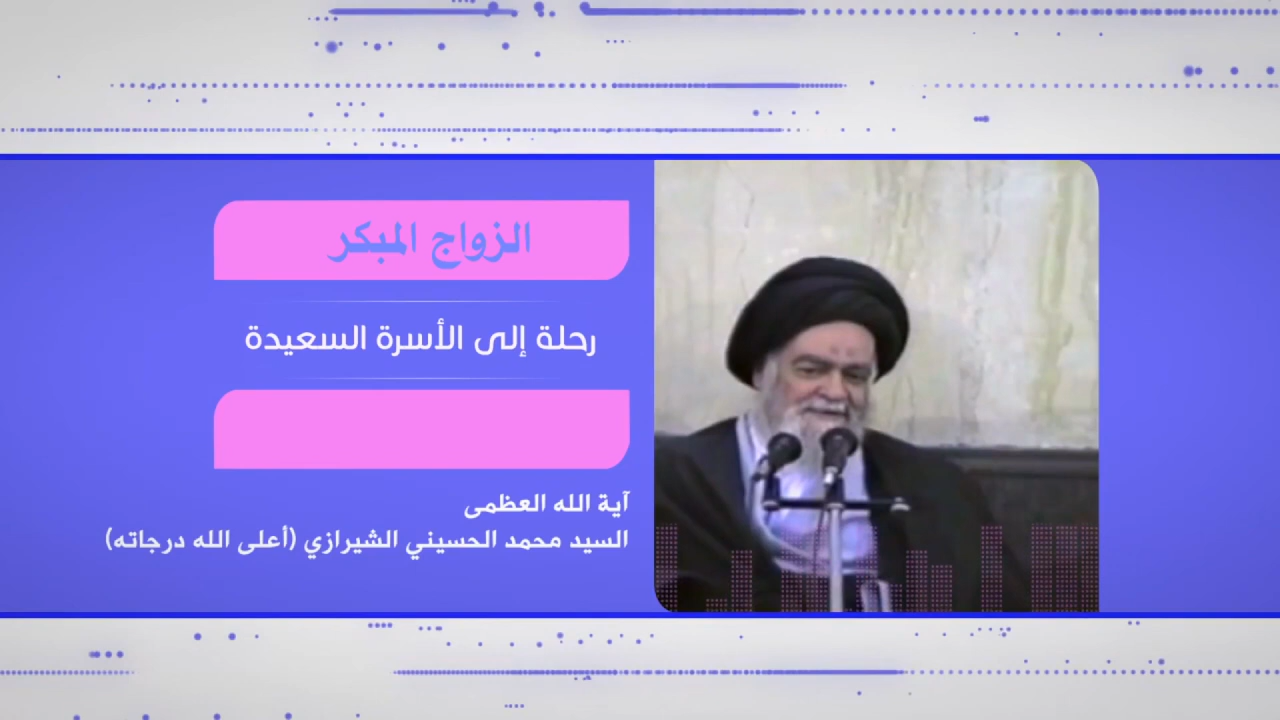 الزواج المبكر
رحلة إلى الأسرة السعيدة
آية الله العظمى
السيد محمد الحسيني الشيرازي (أعلى الله درجاته)